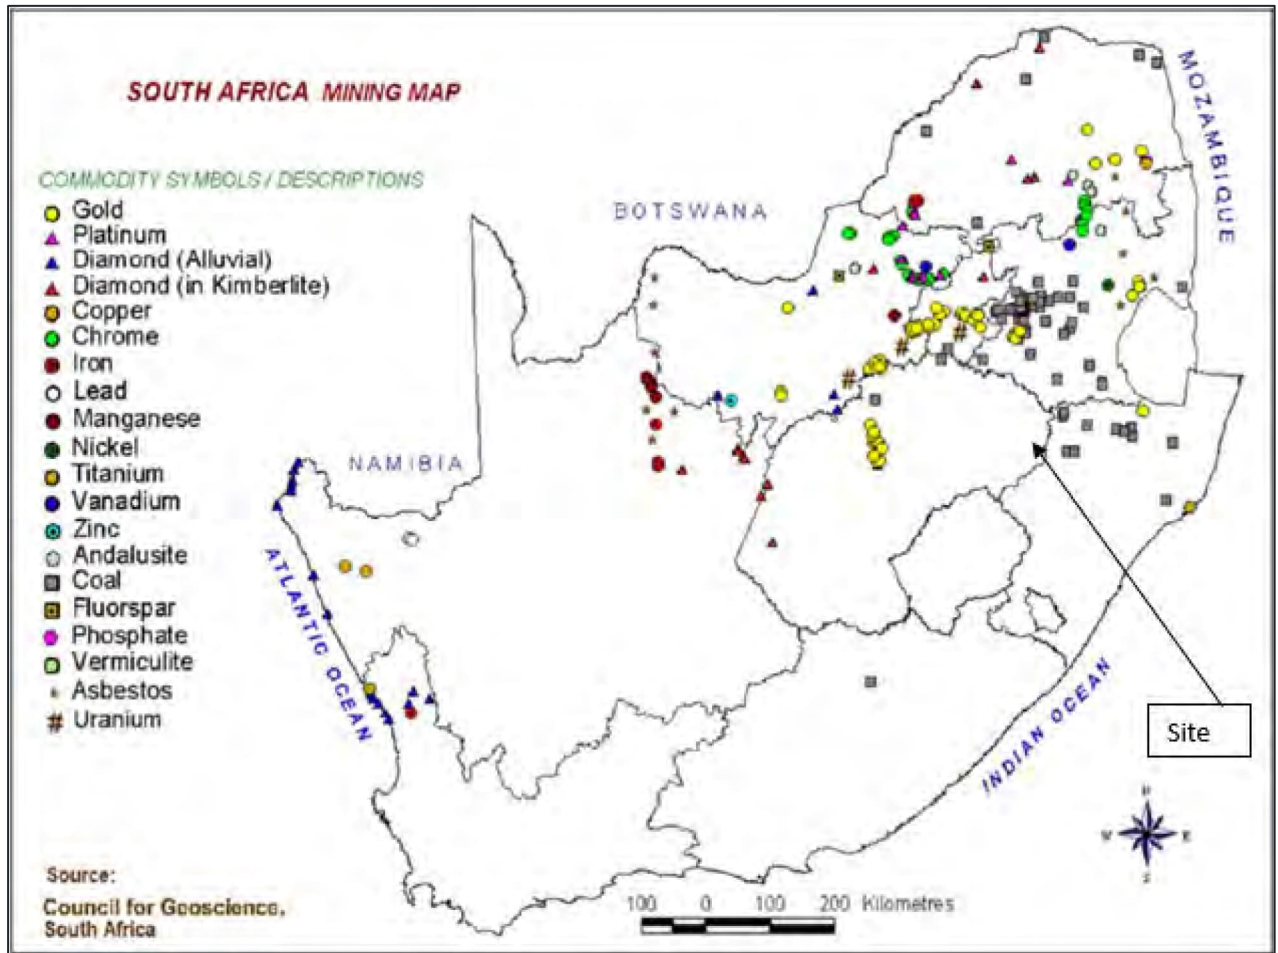 SOUTH AFRICA MINING MAP
COMMODITY SYMBOLS / DESCRIPTIONS
Gold
Platinum
Diamond (Alluvial)
Diamond (in Kimberlite)
Copper
Chrome
Iron
Lead
Manganese
Nickel
Titanium
Vanadium
Zinc
Andalusite
Coal
Fluorspar
Phosphate
Vermiculite
Asbestos
Uranium
BOTSWANA
MOZAMBIQUE
NAMIBIA
ATLANTIC OCEAN
INDIAN OCEAN
Site
N
W E
S
Source:
Council for Geoscience,
South Africa
100 0 100 200 Kilometres